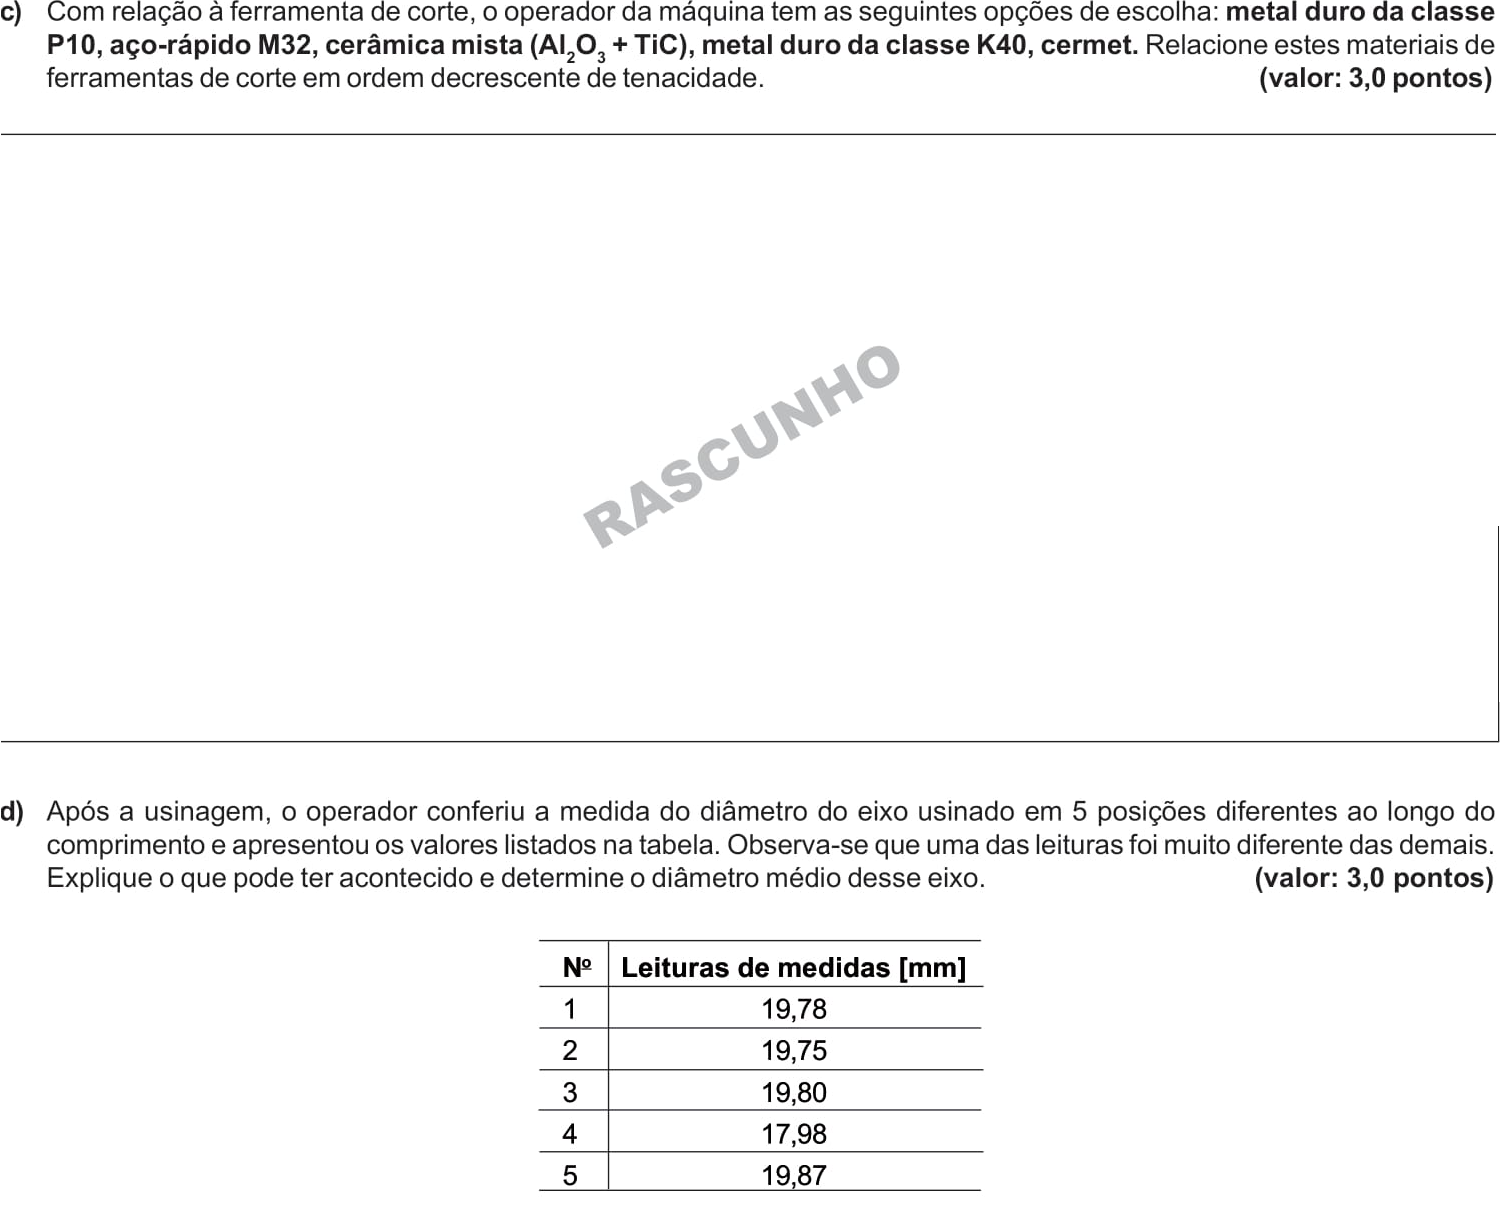 c) Com relação à ferramenta de corte, o operador da máquina tem as seguintes opções de escolha: metal duro da classe
P10, aço-rápido M32, cerâmica mista (Al₂O₃ + TiC), metal duro da classe K40, cermet. Relacione estes materiais de
ferramentas de corte em ordem decrescente de tenacidade. (valor: 3,0 pontos)
RASCUNHO
d) Após a usinagem, o operador conferiu a medida do diâmetro do eixo usinado em 5 posições diferentes ao longo do
comprimento e apresentou os valores listados na tabela. Observa-se que uma das leituras foi muito diferente das demais.
Explique o que pode ter acontecido e determine o diâmetro médio desse eixo. (valor: 3,0 pontos)
Nº Leituras de medidas [mm]
1 19,78
2 19,75
3 19,80
4 17,98
5 19,87